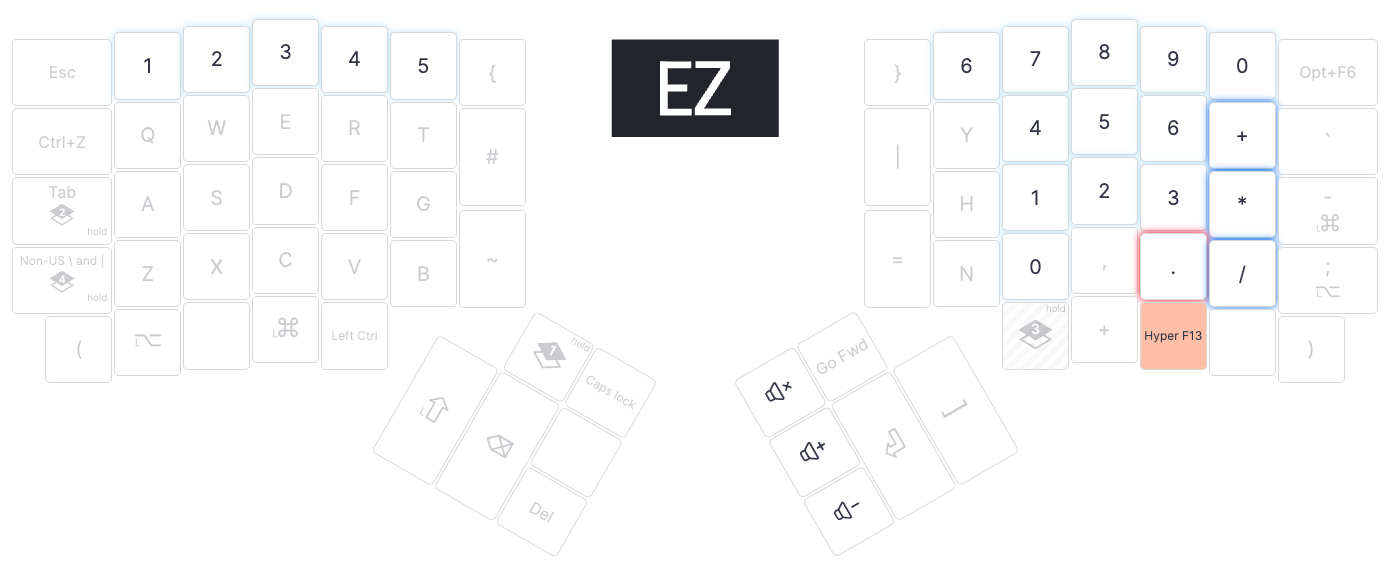 Esc 1 2 3 4 5 {
EZ
} 6 7 8 9 0 Opt+F6
Ctrl+Z Q W E R T #
| Y 4 5 6 + `
Tab 2 hold A S D F G
H 1 2 3 * - L⌘
Non-US \ and | 4 hold Z X C V B ~
= N 0 , . / ; L⌥
( L⌥ L⌘ Left Ctrl
3 hold + Hyper F13 )
L⇧ 1 hold Caps lock
Del
Go Fwd ]